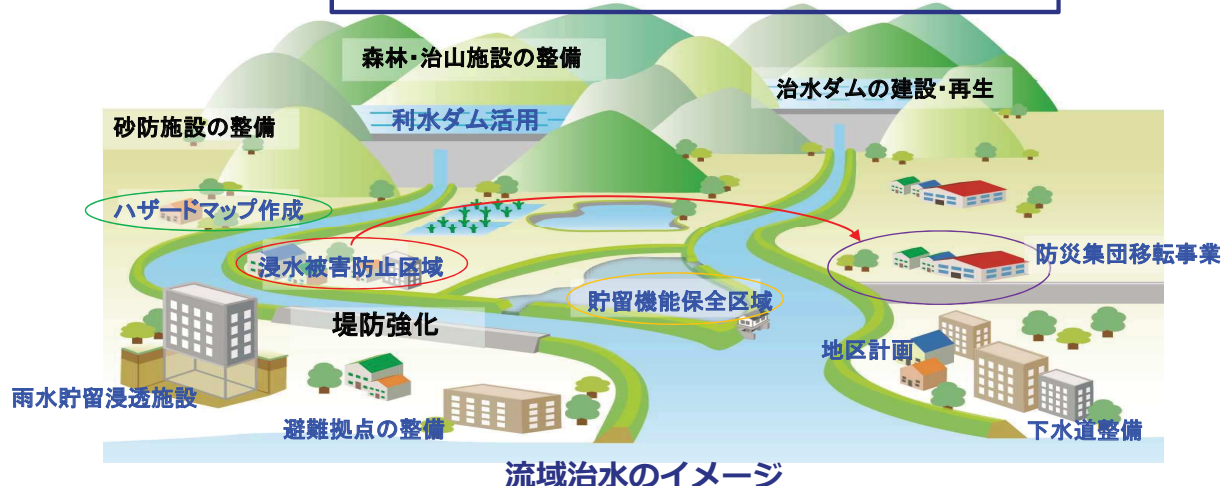 森林・治山施設の整備
治水ダムの建設・再生
利水ダム活用
砂防施設の整備
ハザードマップ作成
浸水被害防止区域
防災集団移転事業
貯留機能保全区域
堤防強化
地区計画
雨水貯留浸透施設
避難拠点の整備
下水道整備
流域治水のイメージ